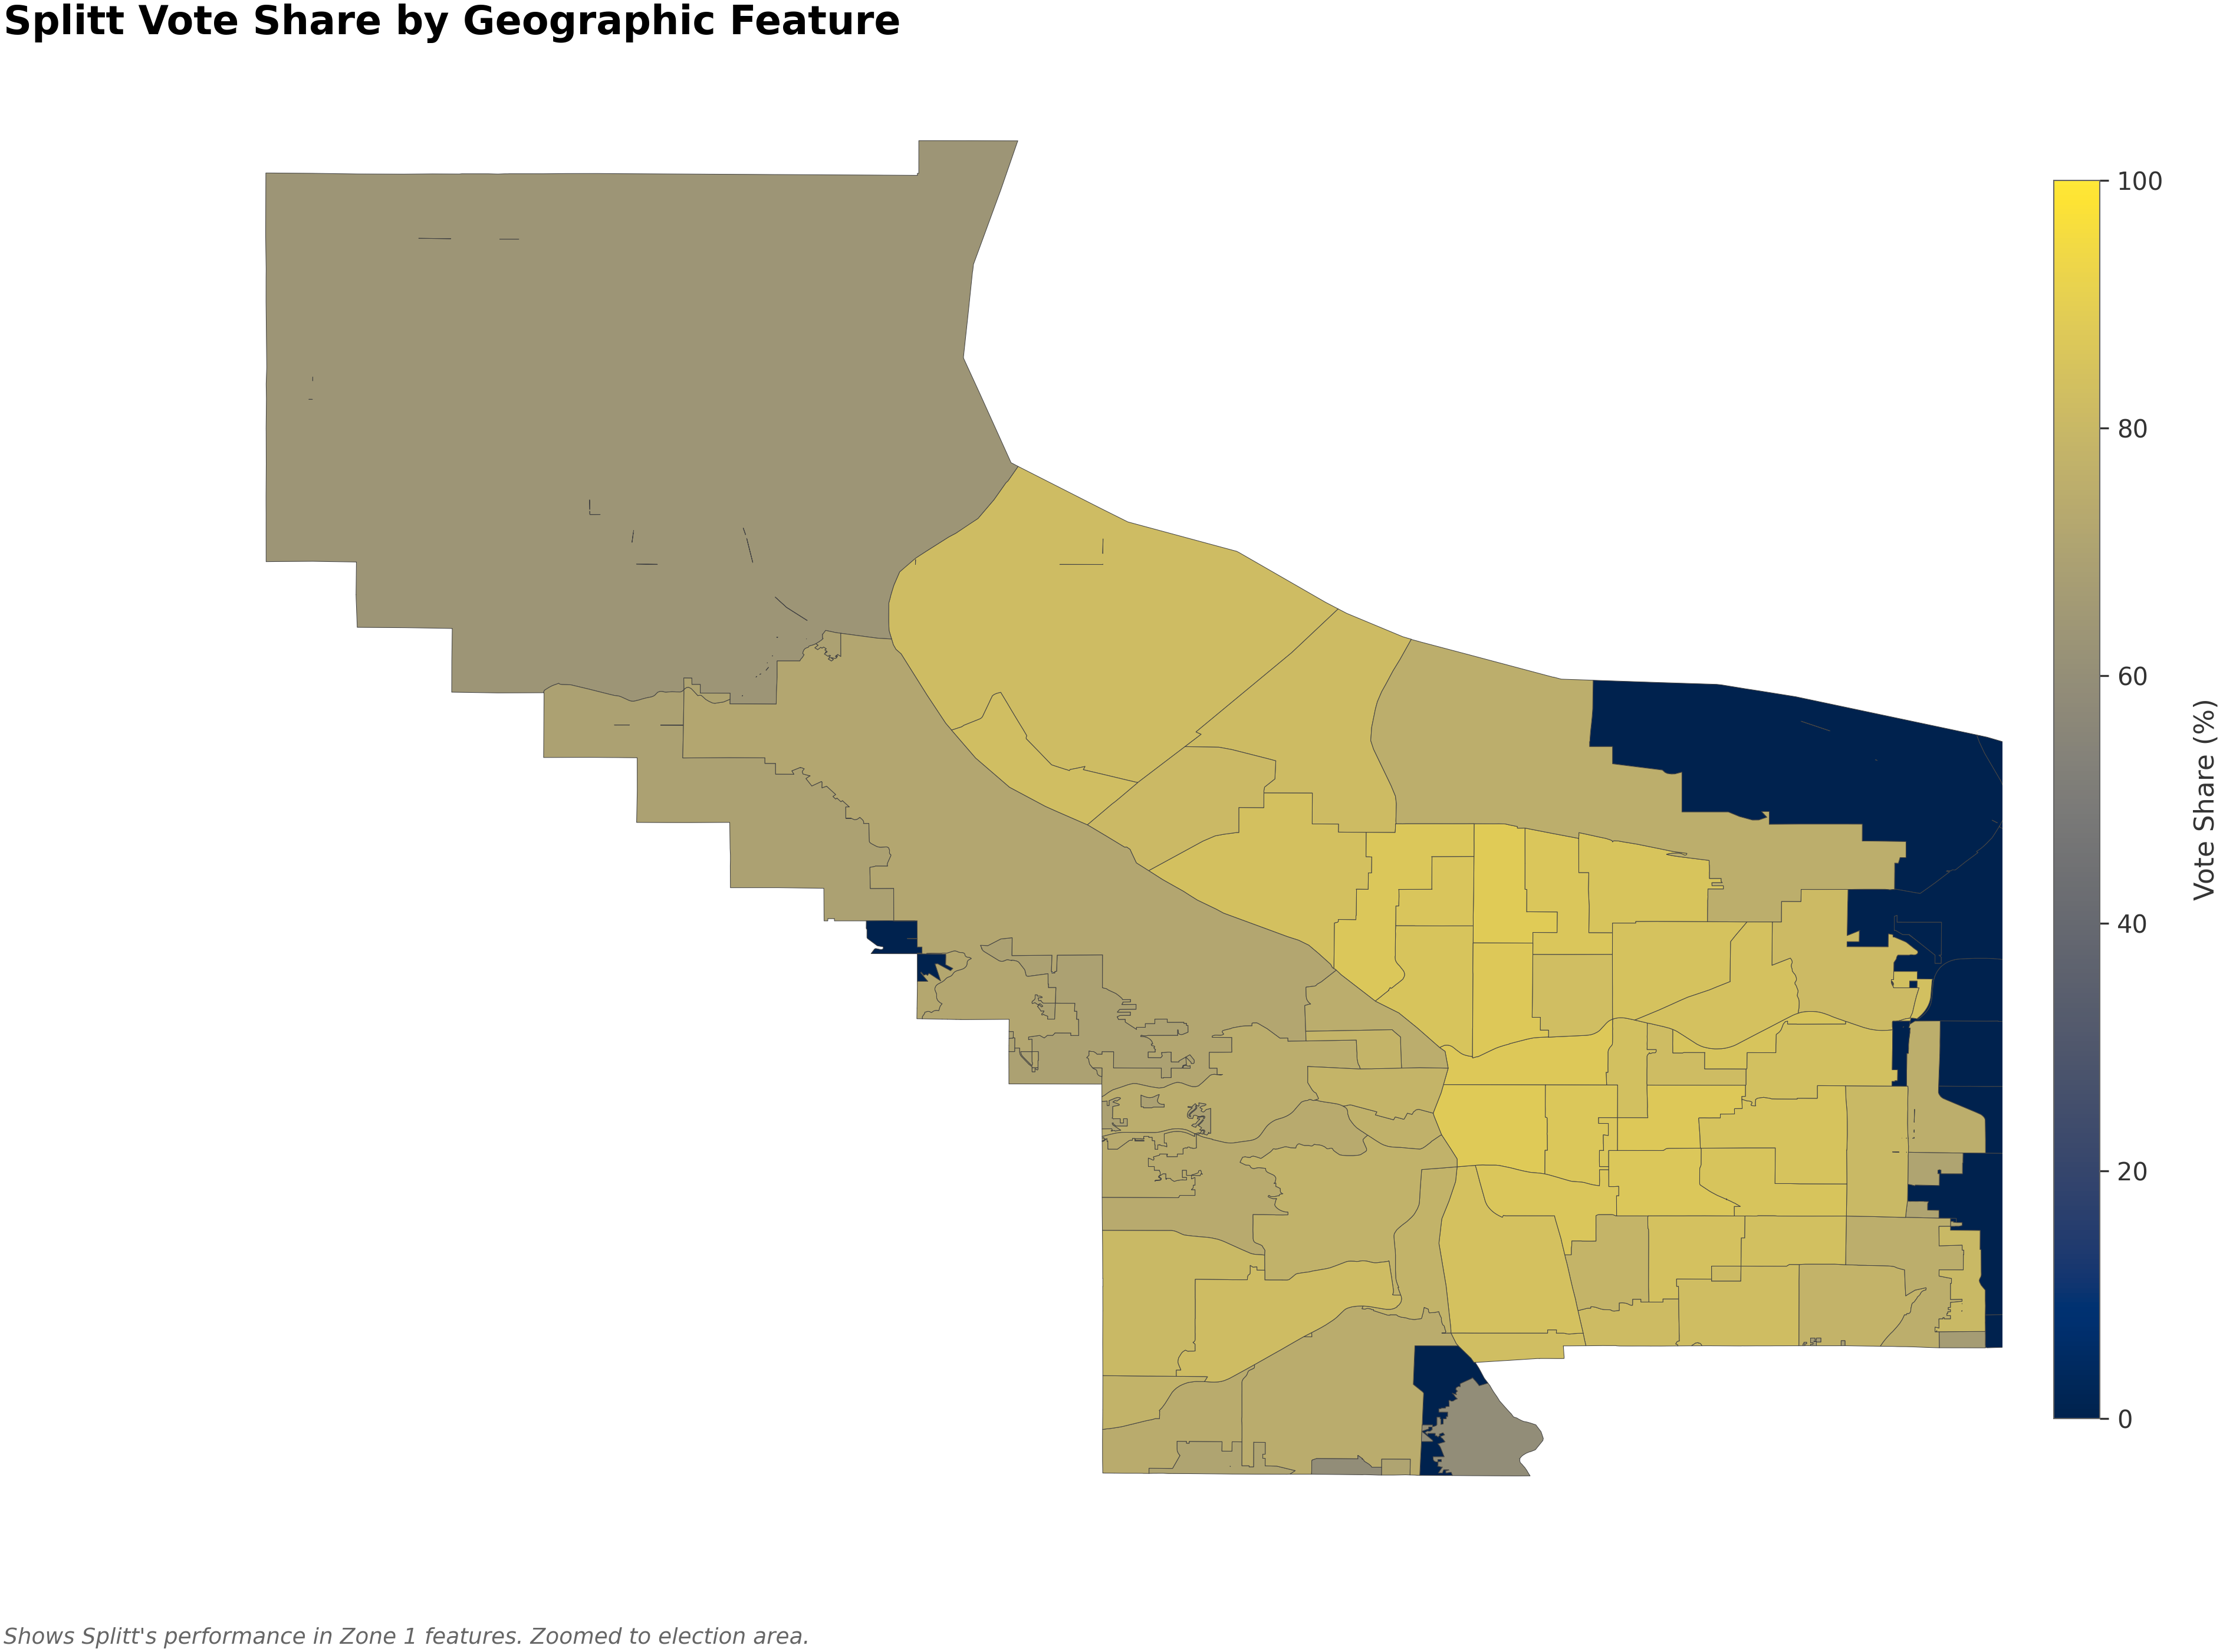 Splitt Vote Share by Geographic Feature
100
80
60
40
20
0
Vote Share (%)
Shows Splitt's performance in Zone 1 features. Zoomed to election area.